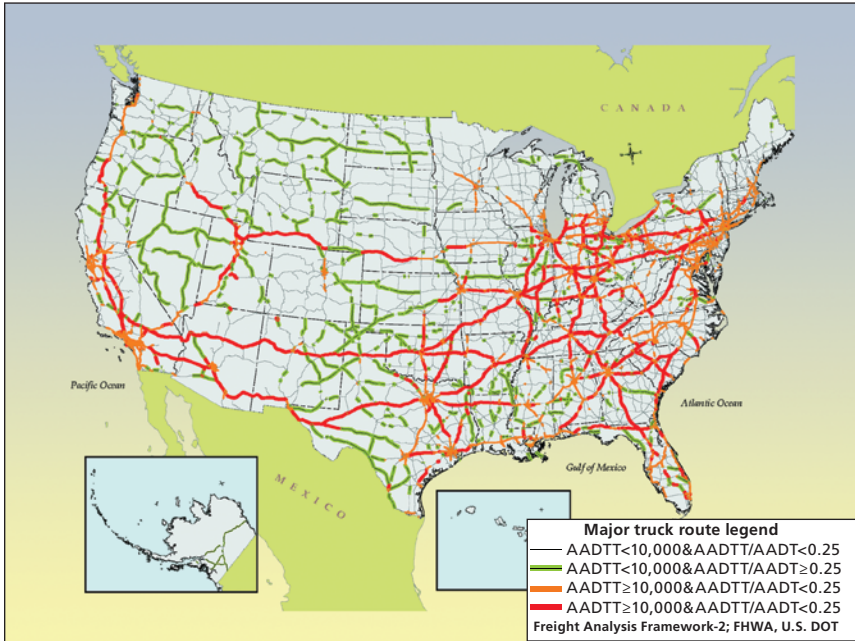 CANADA
Pacific Ocean
Atlantic Ocean
Gulf of Mexico
MEXICO
Major truck route legend
AADTT<10,000&AADTT/AADT<0.25
AADTT<10,000&AADTT/AADT≥0.25
AADTT≥10,000&AADTT/AADT<0.25
AADTT≥10,000&AADTT/AADT<0.25
Freight Analysis Framework-2; FHWA, U.S. DOT